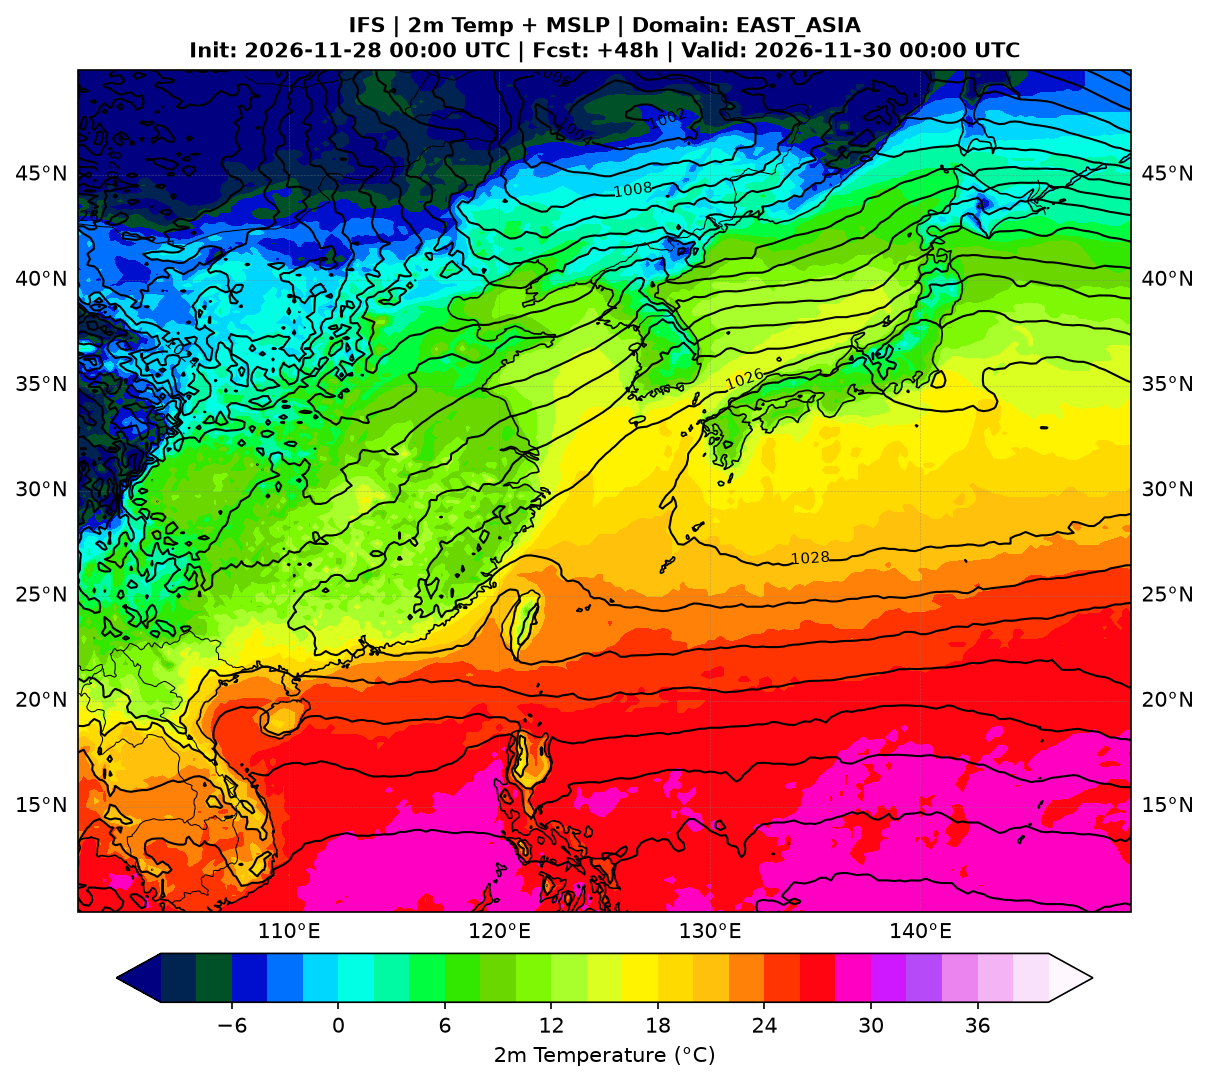 IFS | 2m Temp + MSLP | Domain: EAST_ASIA
Init: 2026-11-28 00:00 UTC | Fcst: +48h | Valid: 2026-11-30 00:00 UTC
1002
1008
45°N
45°N
40°N
40°N
1026
35°N
35°N
30°N
30°N
1028
25°N
25°N
20°N
20°N
15°N
15°N
110°E
120°E
130°E
140°E
−6
0
6
12
18
24
30
36
2m Temperature (°C)